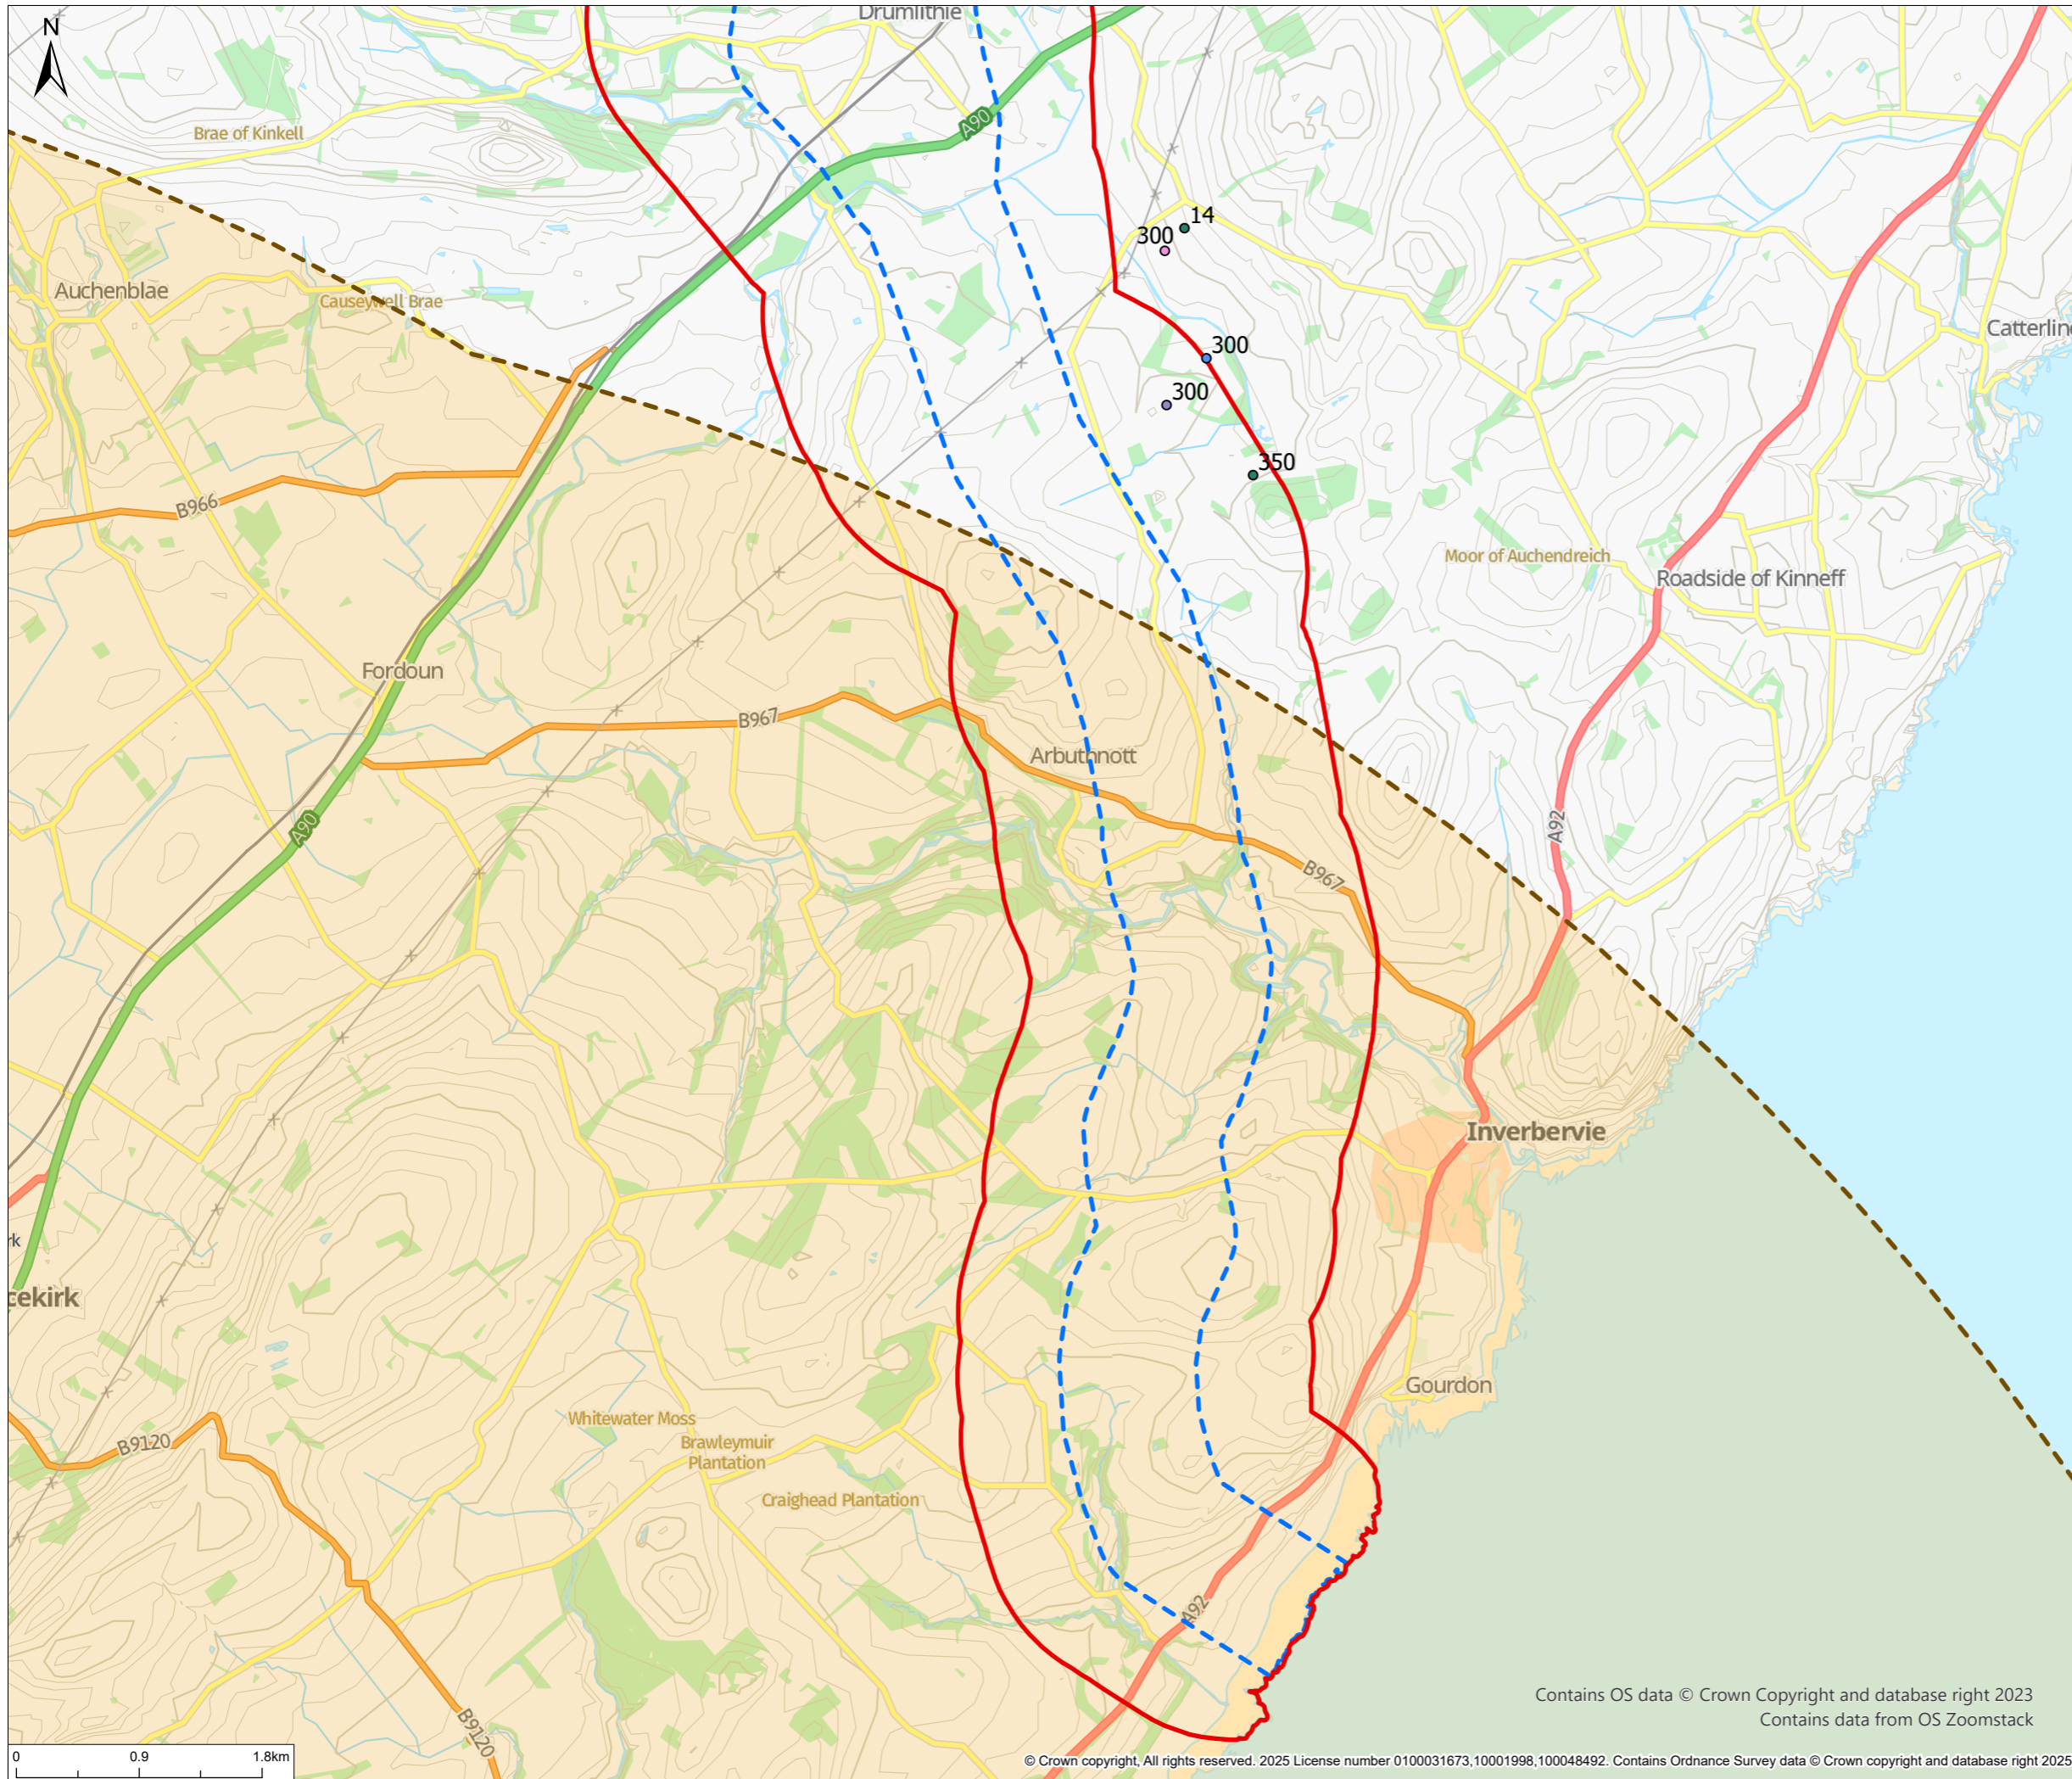 Drumlithie
N
A90
Brae of Kinkell
14
300
Auchenblae
Causeywell Brae
Catterlin
300
300
350
B966
Moor of Auchendreich
Roadside of Kinneff
Fordoun
B967
Arbuthnott
A90
A92
B967
Inverbervie
rk
cekirk
Gourdon
Whitewater Moss
B9120
Brawleymuir
Plantation
Craighead Plantation
A92
Contains OS data © Crown Copyright and database right 2023
B9120
Contains data from OS Zoomstack
0 0.9 1.8km
© Crown copyright, All rights reserved. 2025 License number 0100031673,10001998,100048492. Contains Ordnance Survey data © Crown copyright and database right 2025